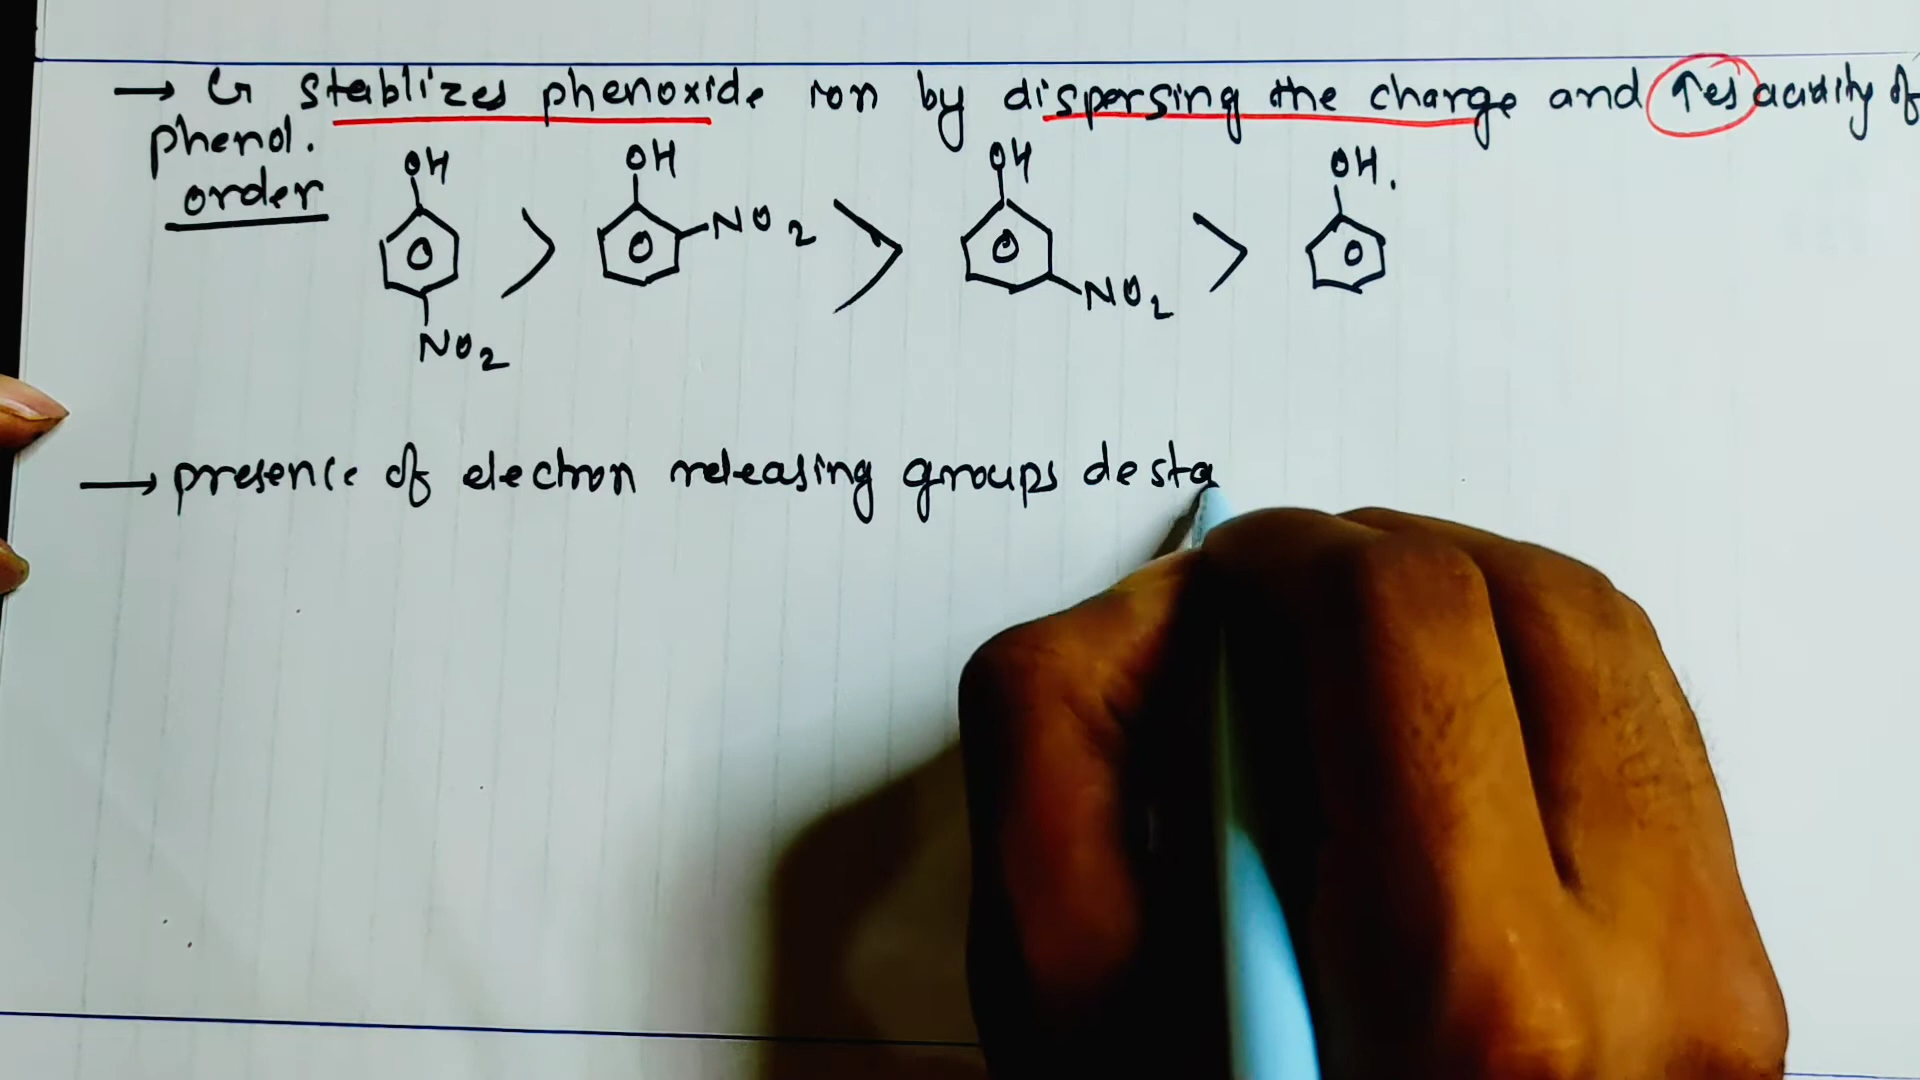 → G stablizes phenoxide ion by dispersing the charge and ↑es acidity of
phenol.
order
OH OH OH OH.
> NO2 > NO2 >
NO2
→ presence of electron releasing groups desta